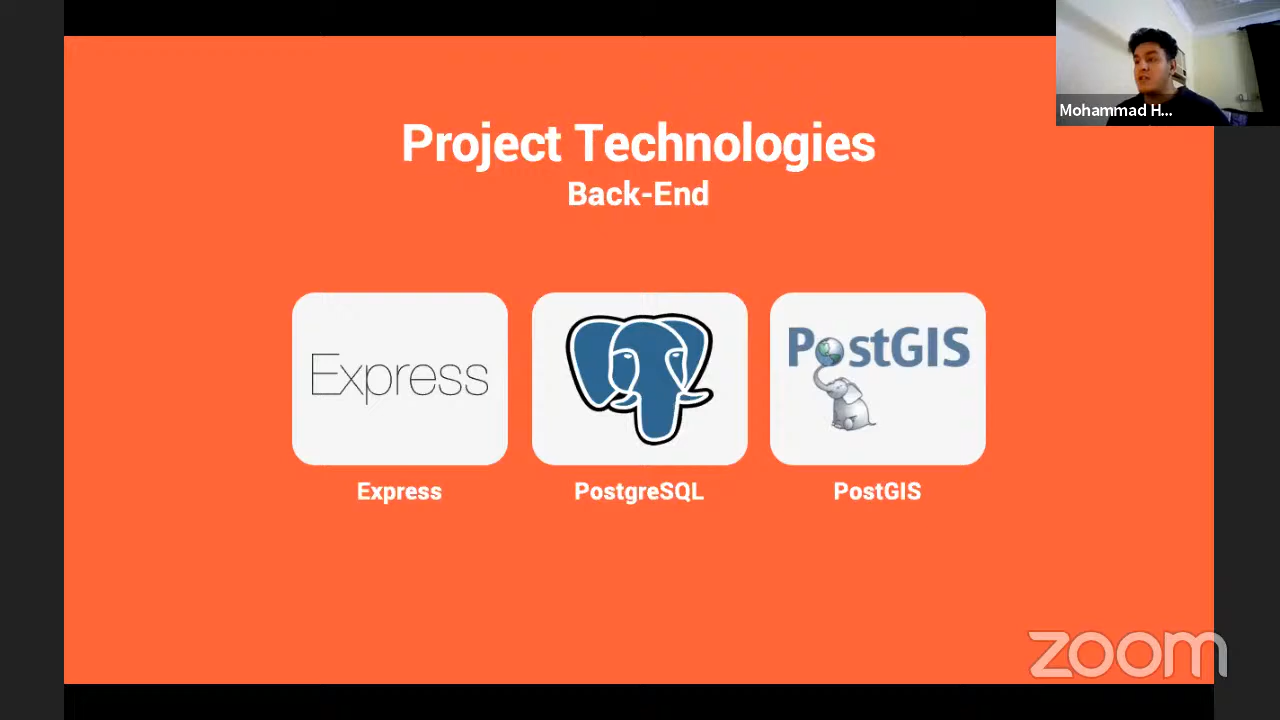 Mohammad H...
Project Technologies
Back-End
Express
PostGIS
Express
PostgreSQL
PostGIS
zoom